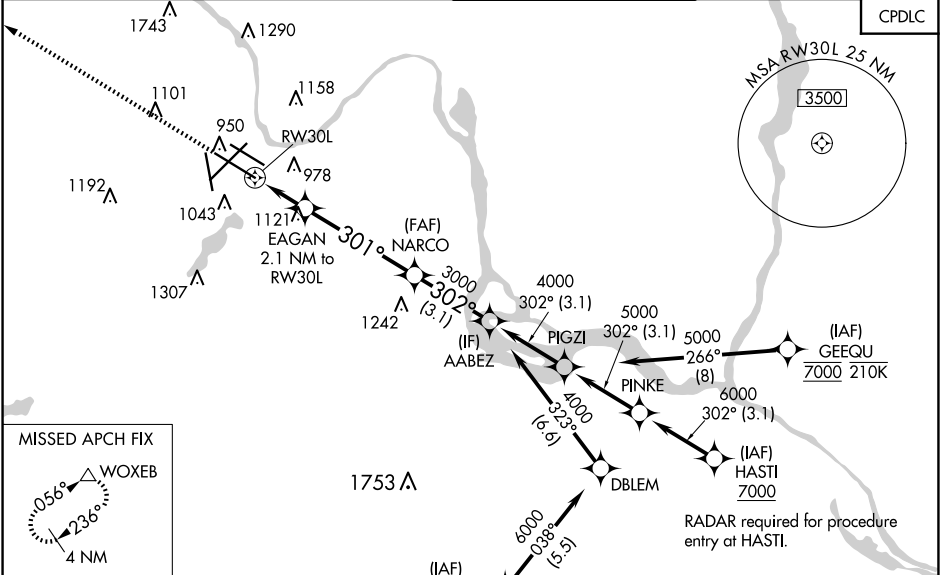 CPDLC
1743
1290
MSA RW30L 25 NM
3500
1158
1101
950
RW30L
978
1192
1043
1121
EAGAN
2.1 NM to
RW30L
301°
(FAF)
NARCO
3000
302°
(3.1)
1307
1242
(IF)
AABEZ
4000
302° (3.1)
PIGZI
5000
302° (3.1)
5000
266°
(8)
(IAF)
GEEQU
7000 210K
PINKE
6000
302° (3.1)
(IAF)
HASTI
7000
4000
323°
(6.6)
DBLEM
RADAR required for procedure
entry at HASTI.
1753
6000
038°
(5.5)
(IAF)
MISSED APCH FIX
WOXEB
056°
236°
4 NM